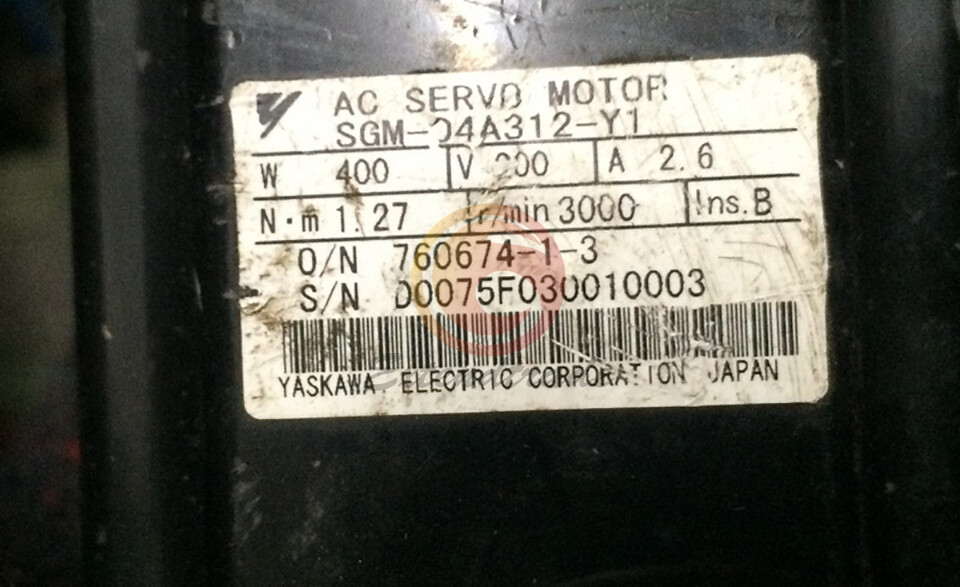 AC SERVO MOTOR
SGM-04A312-Y1
W 400 V 200 A 2.6
N·m 1.27 r/min 3000 Ins.B
O/N 760674-1-3
S/N D0075F030010003
YASKAWA ELECTRIC CORPORATION JAPAN